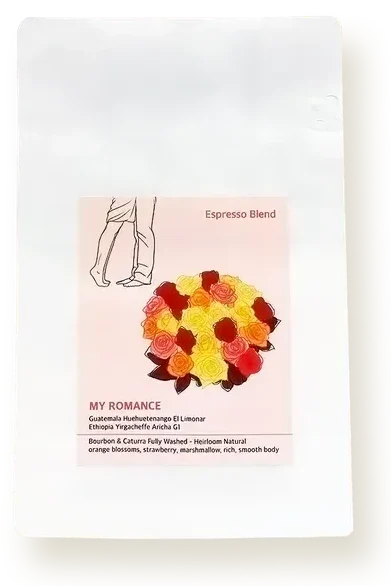 Espresso Blend
MY ROMANCE
Guatemala Huehuetenango El Limonar
Ethiopia Yirgacheffe Aricha G1
Bourbon & Caturra Fully Washed - Heirloom Natural
orange blossoms, strawberry, marshmallow, rich, smooth body